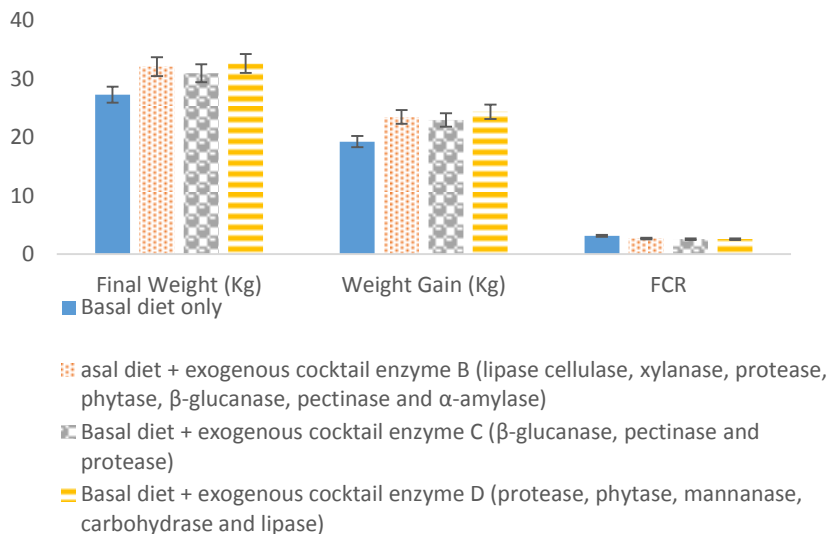 40
30
20
10
0
Final Weight (Kg)
Weight Gain (Kg)
FCR
Basal diet only
asal diet + exogenous cocktail enzyme B (lipase cellulase, xylanase, protease,
phytase, β-glucanase, pectinase and α-amylase)
Basal diet + exogenous cocktail enzyme C (β-glucanase, pectinase and
protease)
Basal diet + exogenous cocktail enzyme D (protease, phytase, mannanase,
carbohydrase and lipase)